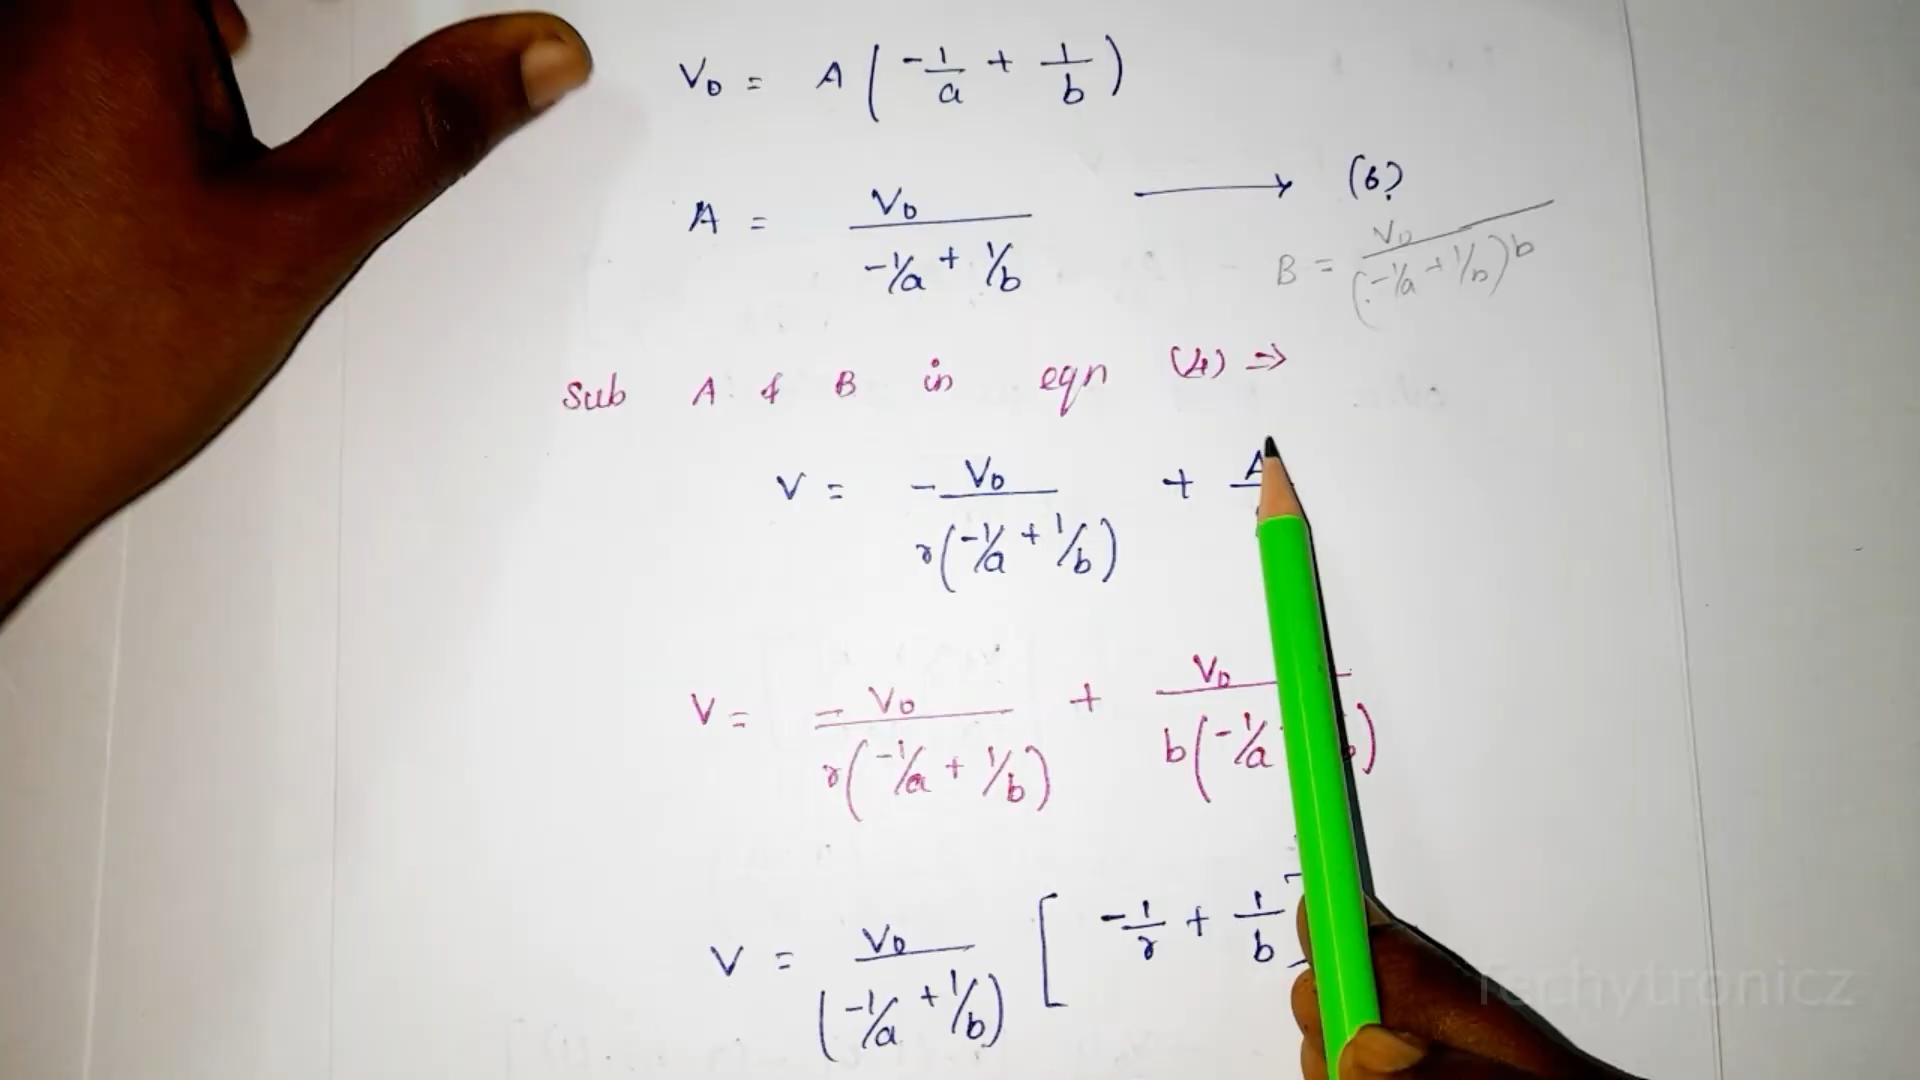 V₀ = A ( -1/a + 1/b )
A = V₀ / (-1/a + 1/b) ⟶ (6)
B = V₀ / (-1/a + 1/b) b
Sub A & B in eqn (4) ⇒
V = - V₀ / r(-1/a + 1/b) + A
V = - V₀ / r(-1/a + 1/b) + V₀ / b(-1/a
V = V₀ / (-1/a + 1/b) [ -1/r + 1/b ]
Techytronicz